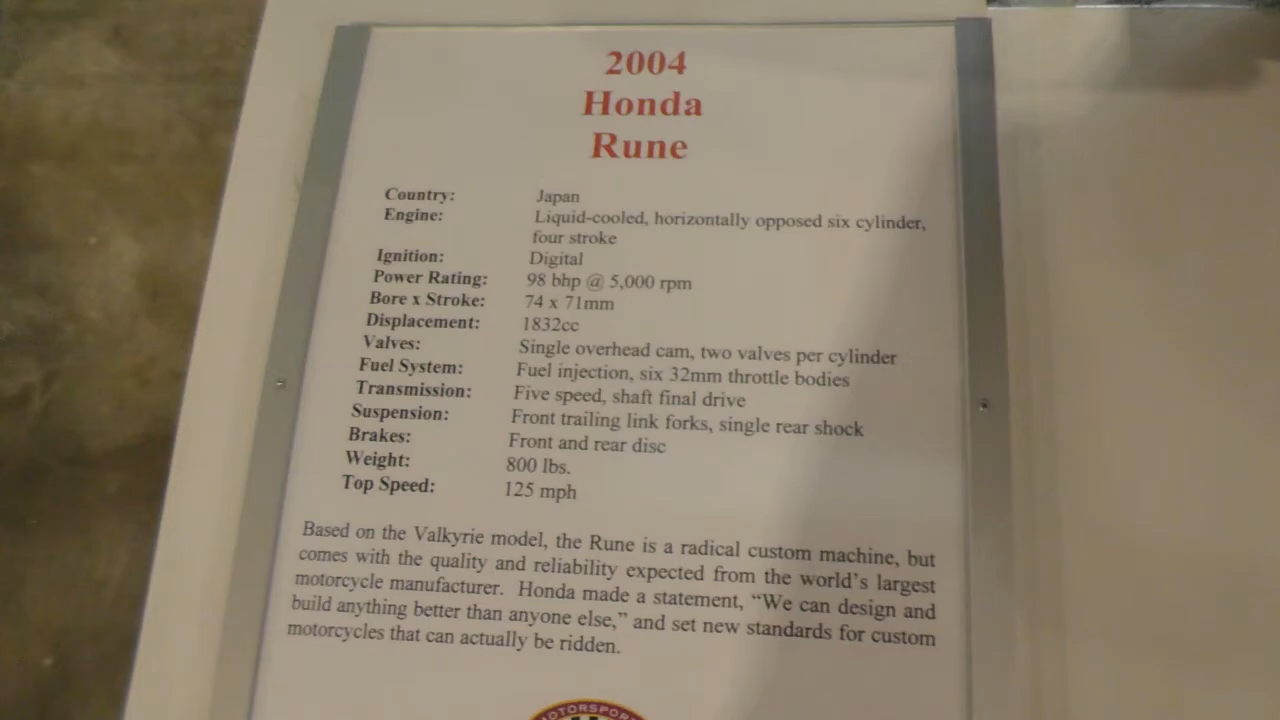 2004
Honda
Rune
Country: Japan
Engine: Liquid-cooled, horizontally opposed six cylinder,
four stroke
Ignition: Digital
Power Rating: 98 bhp @ 5,000 rpm
Bore x Stroke: 74 x 71mm
Displacement: 1832cc
Valves: Single overhead cam, two valves per cylinder
Fuel System: Fuel injection, six 32mm throttle bodies
Transmission: Five speed, shaft final drive
Suspension: Front trailing link forks, single rear shock
Brakes: Front and rear disc
Weight: 800 lbs.
Top Speed: 125 mph
Based on the Valkyrie model, the Rune is a radical custom machine, but
comes with the quality and reliability expected from the world's largest
motorcycle manufacturer. Honda made a statement, "We can design and
build anything better than anyone else," and set new standards for custom
motorcycles that can actually be ridden.